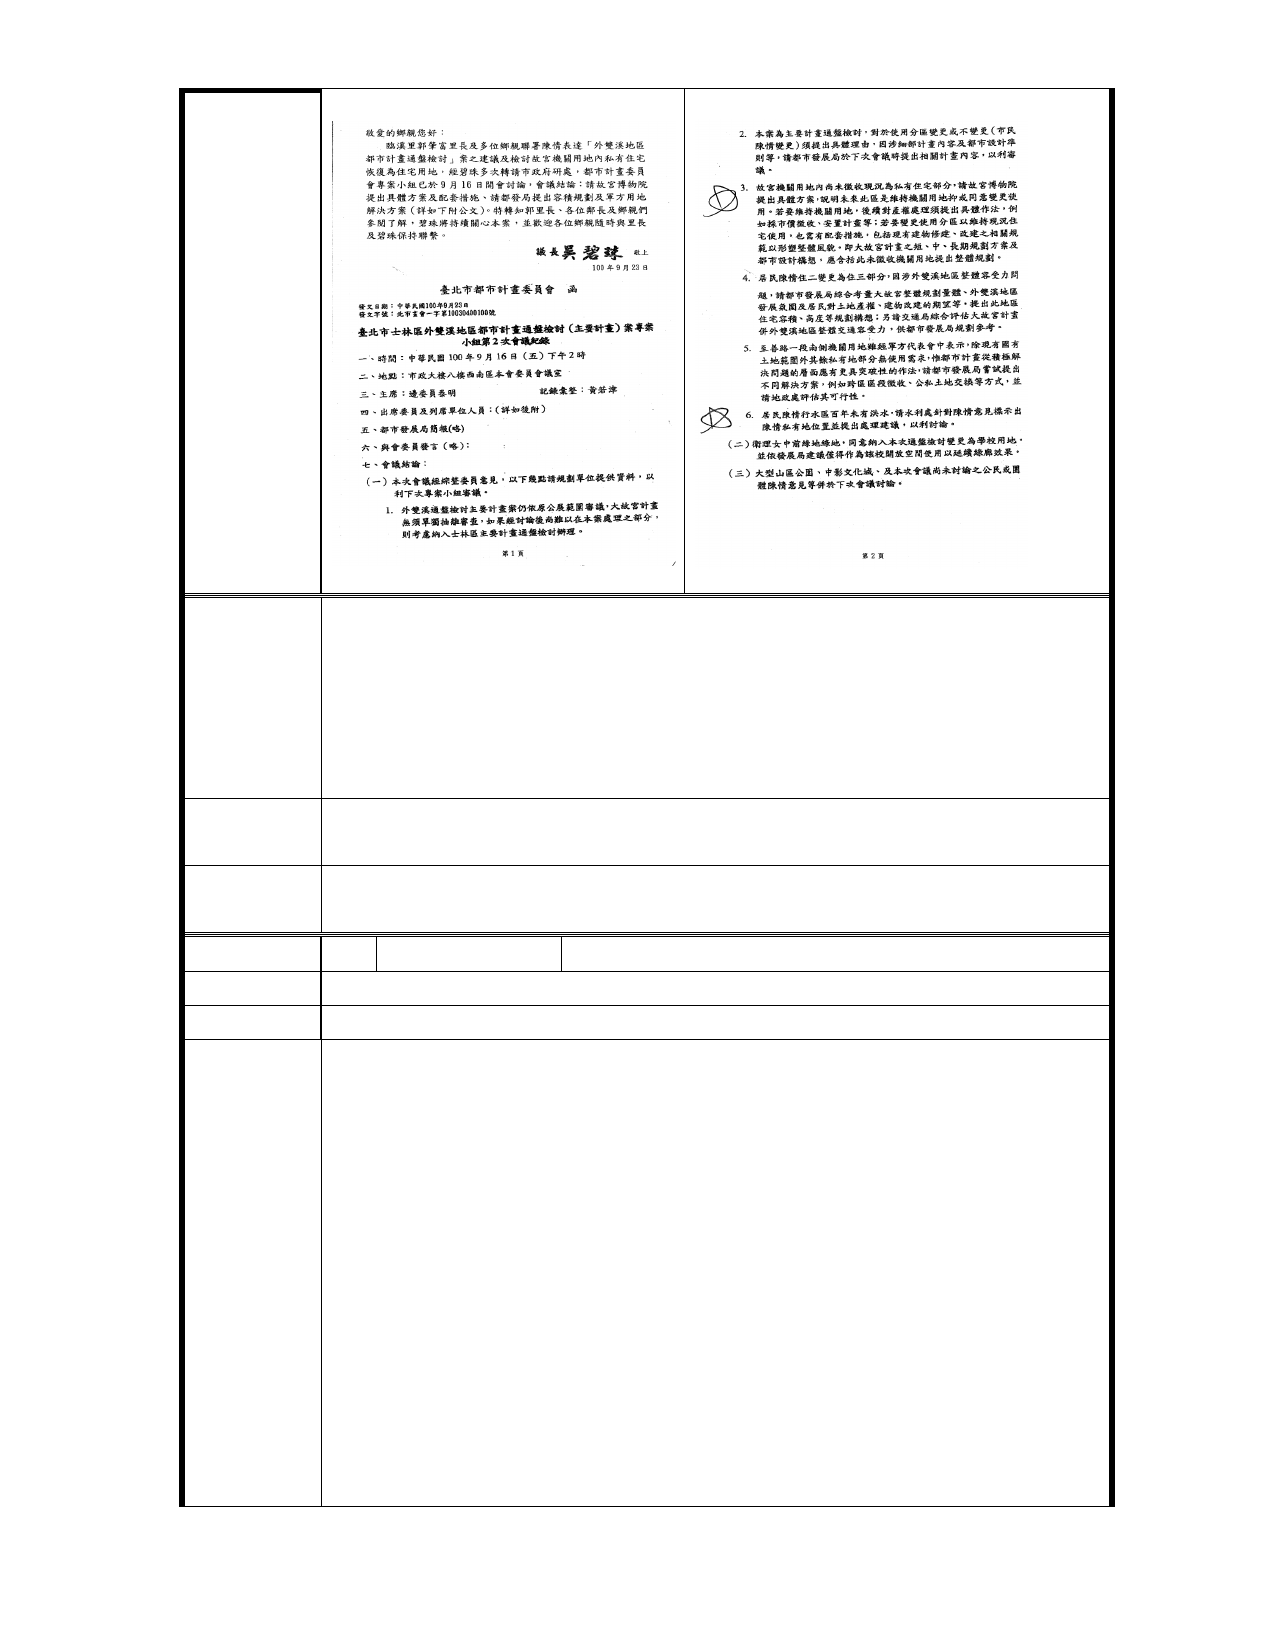 敬愛的鄉親您好：
臨溪里郭肇富里長及多位鄉親聯署陳情表達「外雙溪地區
都市計畫通盤檢討」案之建議及檢討故宮機關用地內私有住宅
恢復為住宅用地，經碧珠多次轉請市政府研處，都市計畫委員
會專案小組已於 9 月 16 日開會討論，會議結論：請故宮博物院
提出具體方案及配套措施、請都發局提出容積規劃及軍方用地
解決方案（詳如下附公文）。特轉知郭里長、各位鄰長及鄉親們
參閱了解，碧珠將持續關心本案，並歡迎各位鄉親隨時與里長
及碧珠保持聯繫。
議長 吳碧珠 敬上
100 年 9 月 23 日
臺北市都市計畫委員會 函
發文日期：中華民國100年9月23日
發文字號：北市畫會一字第10030400100號
臺北市士林區外雙溪地區都市計畫通盤檢討（主要計畫）案專案
小組第 2 次會議紀錄
一、時間：中華民國 100 年 9 月 16 日（五）下午 2 時
二、地點：市政大樓八樓西南區本會委員會議室
三、主席：邊委員泰明 記錄彙整：黃若津
四、出席委員及列席單位人員：（詳如後附）
五、都市發展局簡報(略)
六、與會委員發言（略）：
七、會議結論：
（一）本次會議經綜整委員意見，以下幾點請規劃單位提供資料，以
利下次專案小組審議。
1. 外雙溪通盤檢討主要計畫案仍依原公展範圍審議，大故宮計畫
無須單獨抽離審查，如果經討論後尚難以在本案處理之部分，
則考慮納入士林區主要計畫通盤檢討辦理。
第 1 頁
2. 本案為主要計畫通盤檢討，對於使用分區變更或不變更（市民
陳情變更）須提出具體理由，因涉細部計畫內容及都市設計準
則等，請都市發展局於下次會議時提出相關計畫內容，以利審
議。
3. 故宮機關用地內尚未徵收現況為私有住宅部分，請故宮博物院
提出具體方案，說明未來此區是維持機關用地抑或同意變更使
用。若要維持機關用地，後續對產權處理須提出具體作法，例
如採市價徵收、安置計畫等；若要變更使用分區以維持現況住
宅使用，也需有配套措施，包括現有建物修建、改建之相關規
範以形塑整體風貌。即大故宮計畫之短、中、長期規劃方案及
都市設計構想，應含括此未徵收機關用地提出整體規劃。
4. 居民陳情住二變更為住三部分，因涉外雙溪地區整體容受力問
題，請都市發展局綜合考量大故宮整體規劃量體、外雙溪地區
發展氛圍及居民對土地產權、建物改建的期望等，提出此地區
住宅容積、高度等規劃構想；另請交通局綜合評估大故宮計畫
併外雙溪地區整體交通容受力，供都市發展局規劃參考。
5. 至善路一段南側機關用地雖經軍方代表會中表示，除現有國有
土地範圍外其餘私有地部分無使用需求，惟都市計畫從積極解
決問題的層面應有更具突破性的作法，請都市發展局嘗試提出
不同解決方案，例如跨區區段徵收、公私土地交換等方式，並
請地政處評估其可行性。
6. 居民陳情行水區百年未有洪水，請水利處針對陳情意見標示出
陳情私有地位置並提出處理建議，以利討論。
（二）衛理女中前綠地綠地，同意納入本次通盤檢討變更為學校用地，
並依發展局建議僅得作為該校開放空間使用以延續綠廊效果。
（三）大型山區公園、中影文化城、及本次會議尚未討論之公民或團
體陳情意見等併於下次會議討論。
第 2 頁